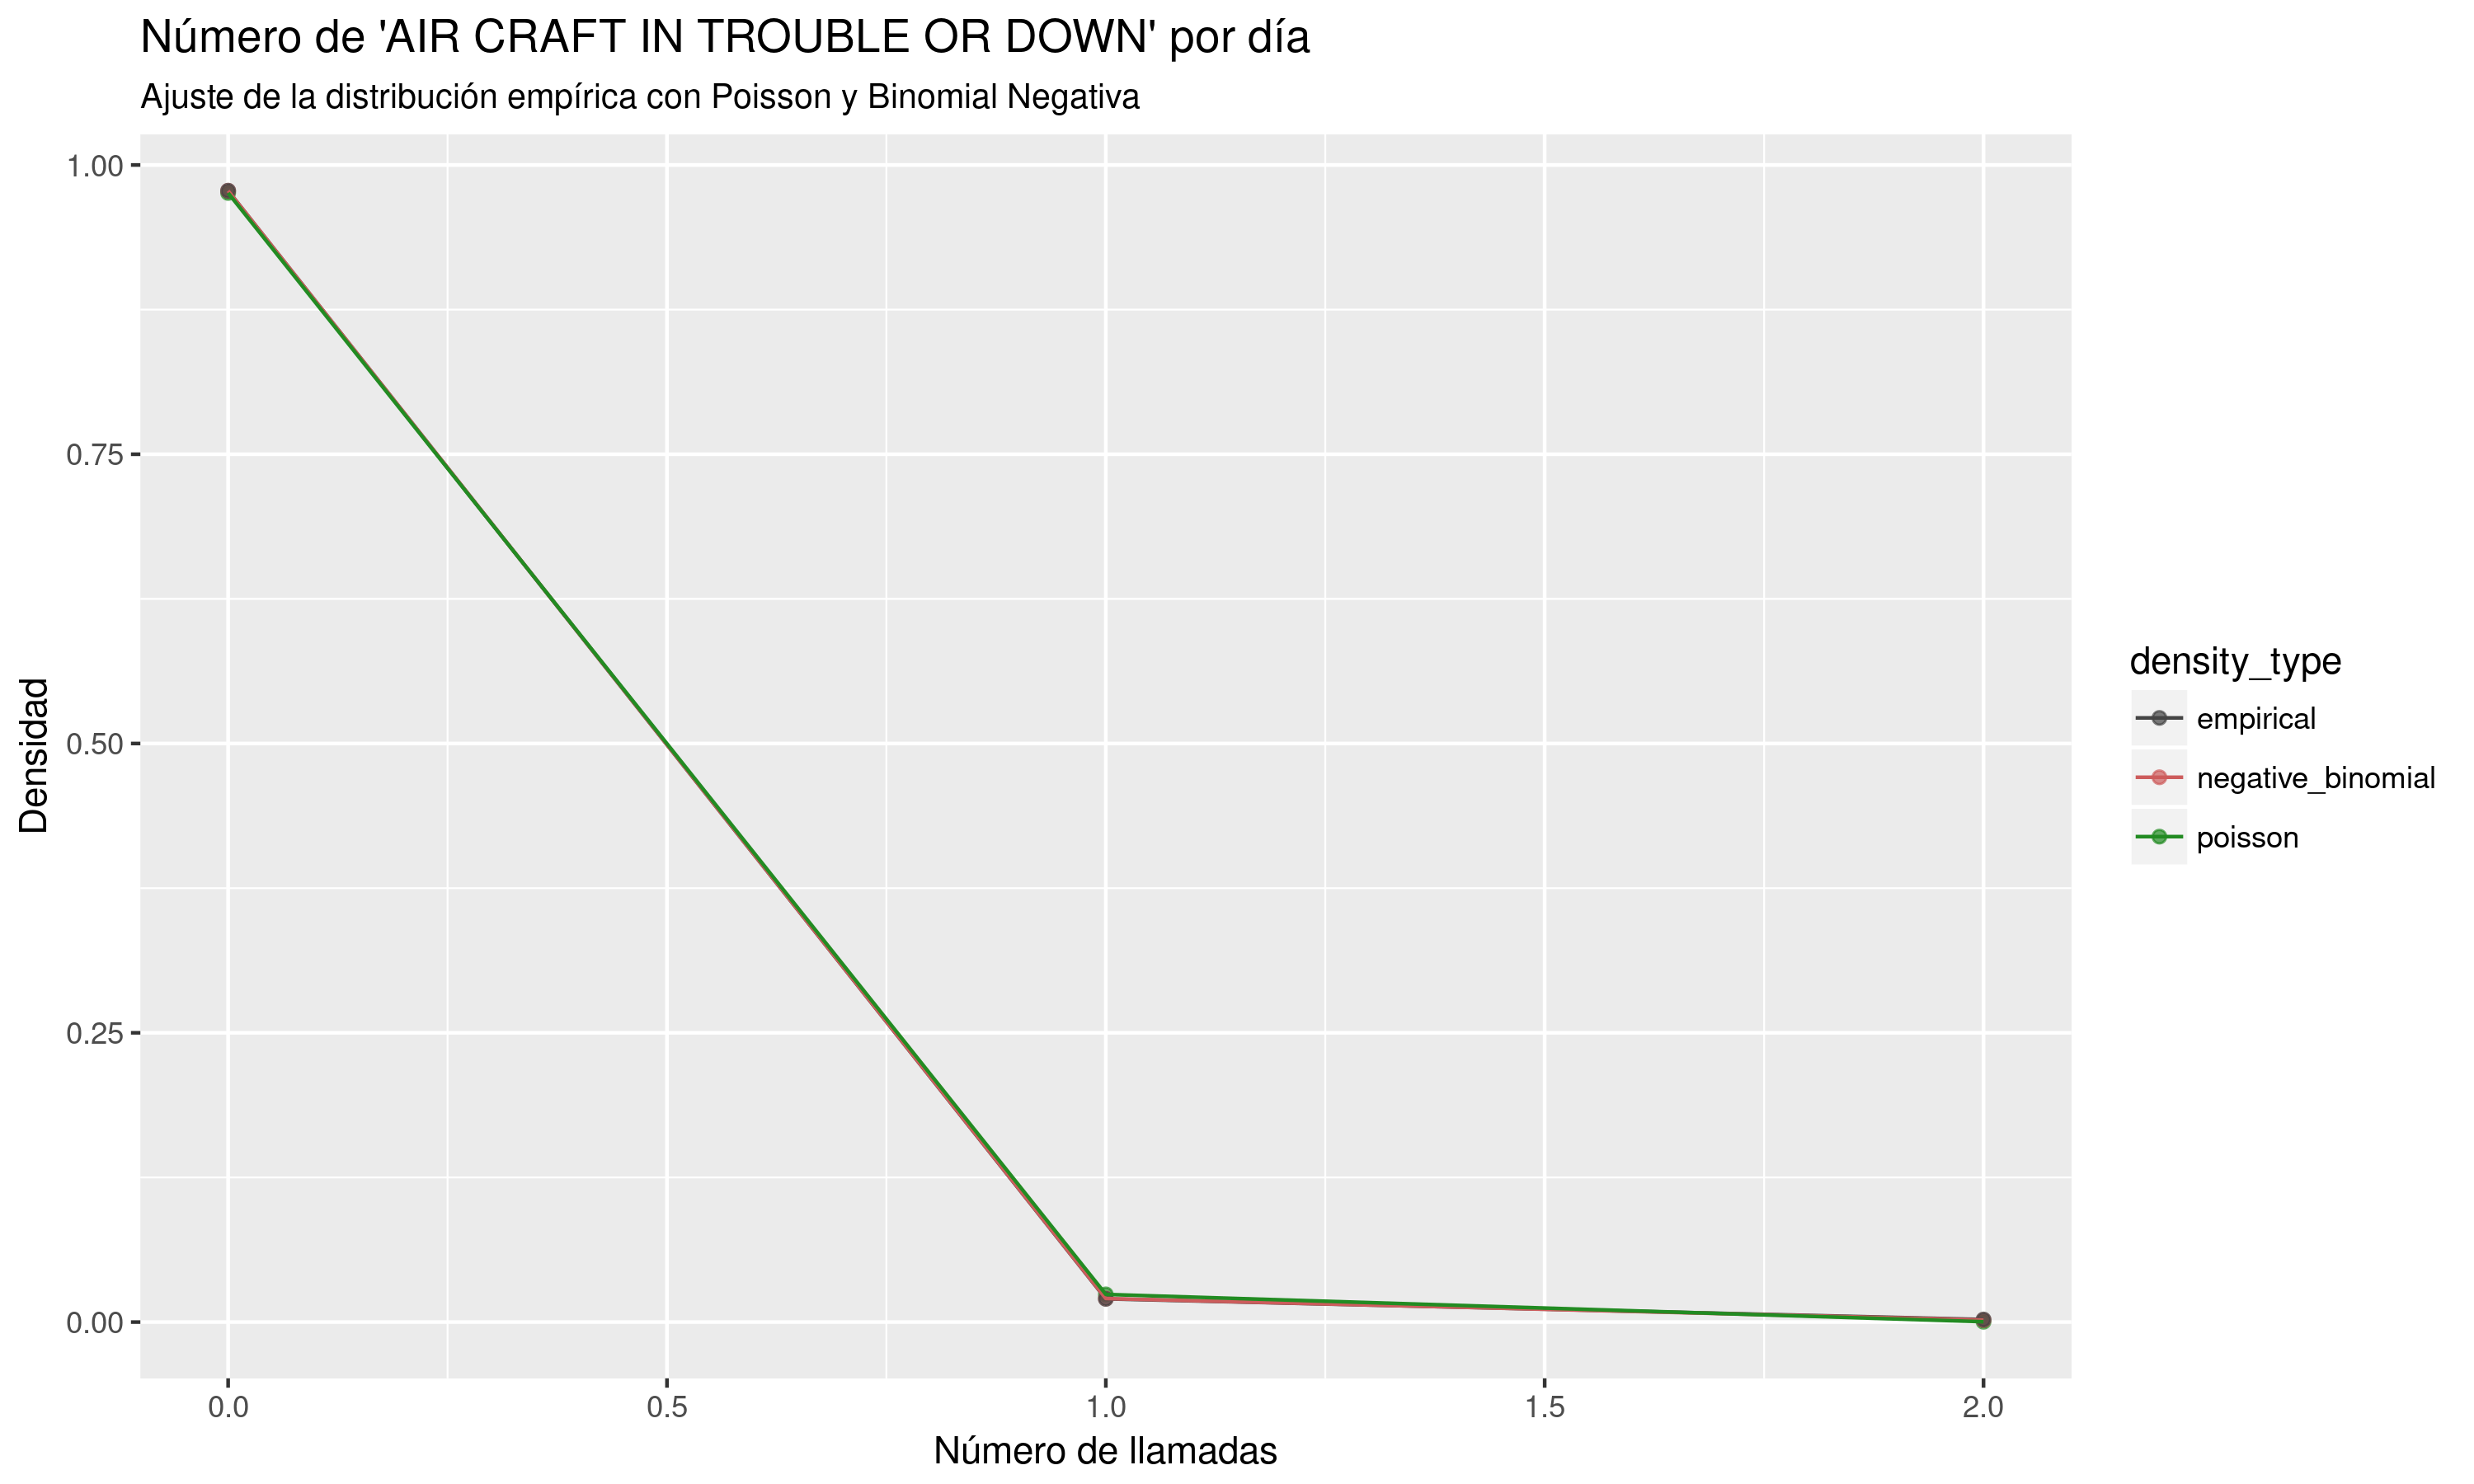 Número de 'AIR CRAFT IN TROUBLE OR DOWN' por día
Ajuste de la distribución empírica con Poisson y Binomial Negativa
1.00
0.75
0.50
0.25
0.00
Densidad
0.0 0.5 1.0 1.5 2.0
Número de llamadas
density_type
empirical
negative_binomial
poisson